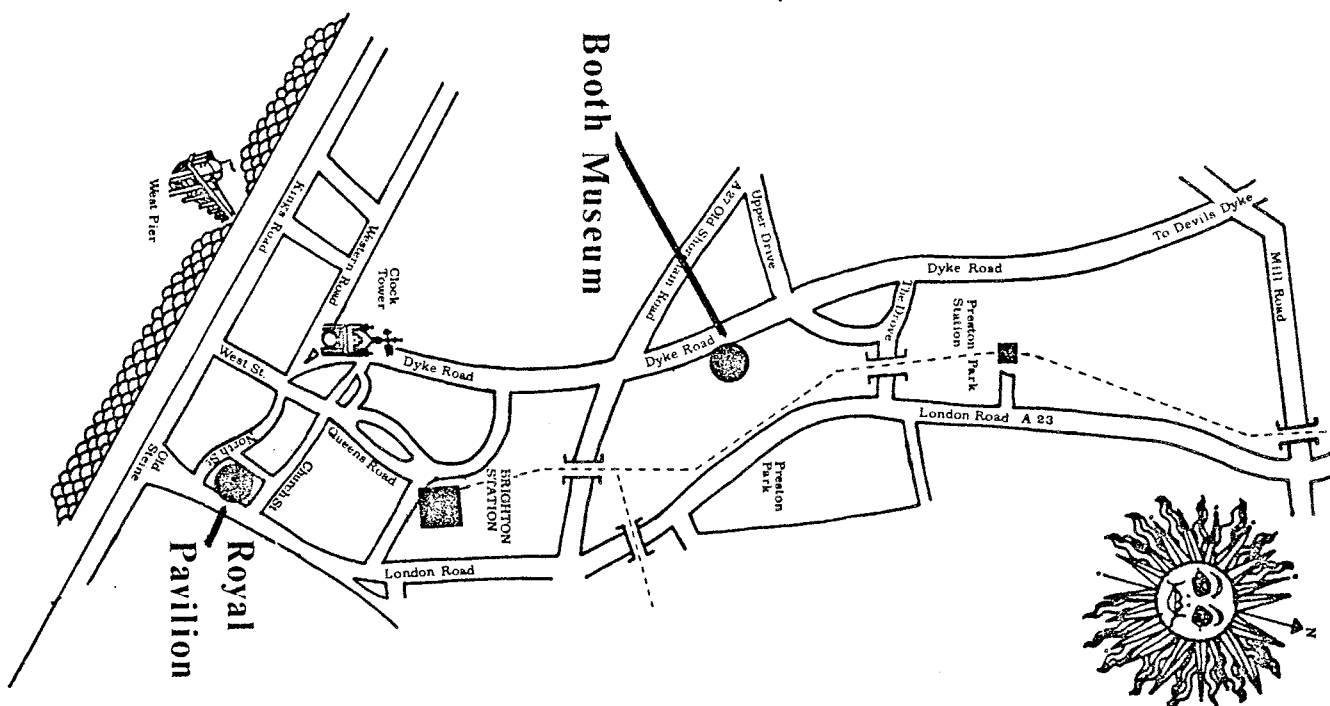 Booth Museum
A27 Old Shoreham Road
Upper Drive
To Devils Dyke
Mill Road
Dyke Road
The Drove
Preston Park
Station
Dyke Road
Dyke Road
London Road A 23
Preston
Park
Kings Road
Western Road
West Pier
Clock
Tower
West St
North St
Church St
Queens Road
BRIGHTON
STATION
Old
Steine
London Road
Royal
Pavilion
N